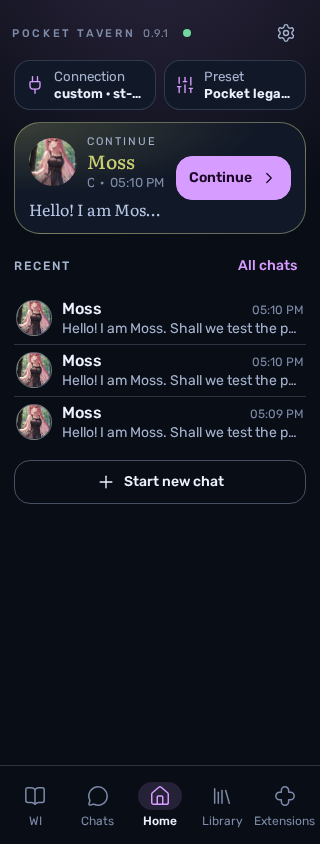 POCKET TAVERN 0.9.1
Connection
custom • st-…
Preset
Pocket lega…
CONTINUE
Moss
C • 05:10 PM
Continue
Hello! I am Mos…
RECENT
All chats
Moss 05:10 PM
Hello! I am Moss. Shall we test the p…
Moss 05:10 PM
Hello! I am Moss. Shall we test the p…
Moss 05:09 PM
Hello! I am Moss. Shall we test the p…
Start new chat
WI Chats Home Library Extensions